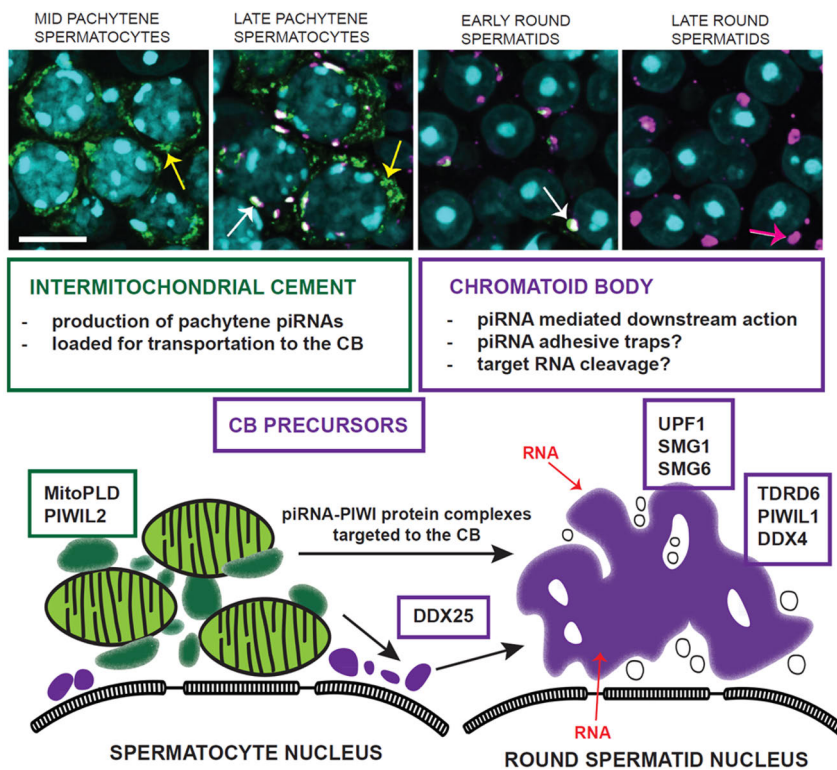 MID PACHYTENE
SPERMATOCYTES
LATE PACHYTENE
SPERMATOCYTES
EARLY ROUND
SPERMATIDS
LATE ROUND
SPERMATIDS
INTERMITOCHONDRIAL CEMENT
- production of pachytene piRNAs
- loaded for transportation to the CB
CHROMATOID BODY
- piRNA mediated downstream action
- piRNA adhesive traps?
- target RNA cleavage?
CB PRECURSORS
UPF1
SMG1
SMG6
RNA
MitoPLD
PIWIL2
piRNA-PIWI protein complexes
targeted to the CB
TDRD6
PIWIL1
DDX4
DDX25
RNA
SPERMATOCYTE NUCLEUS
ROUND SPERMATID NUCLEUS